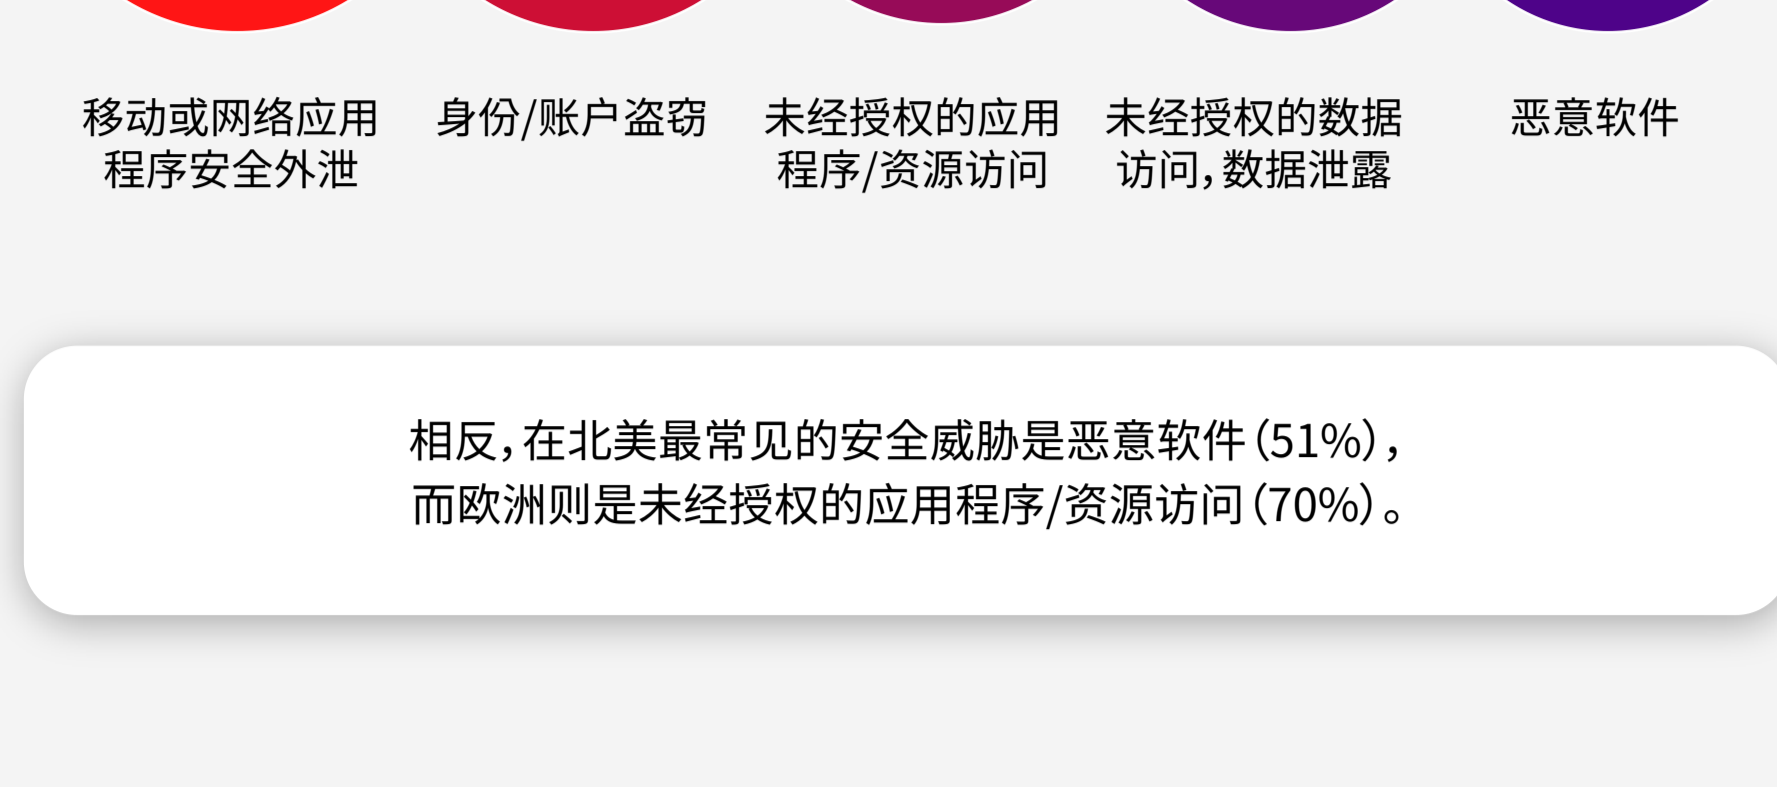 移动或网络应用
程序安全外泄
身份/账户盗窃
未经授权的应用
程序/资源访问
未经授权的数据
访问，数据泄露
恶意软件
相反，在北美最常见的安全威胁是恶意软件（51%），
而欧洲则是未经授权的应用程序/资源访问（70%）。